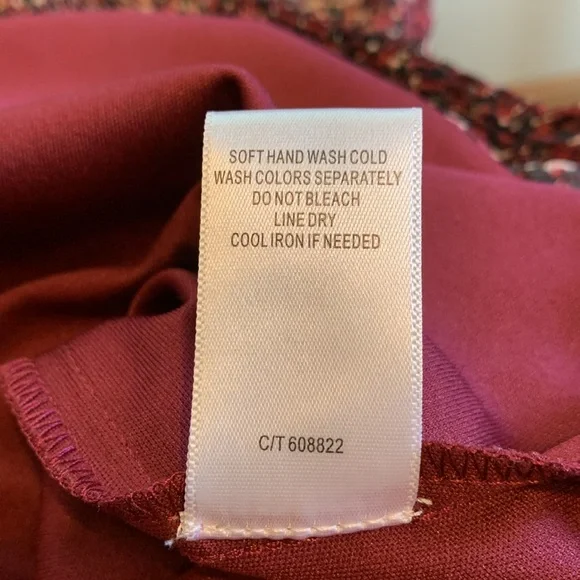 SOFT HAND WASH COLD
WASH COLORS SEPARATELY
DO NOT BLEACH
LINE DRY
COOL IRON IF NEEDED
C/T 608822